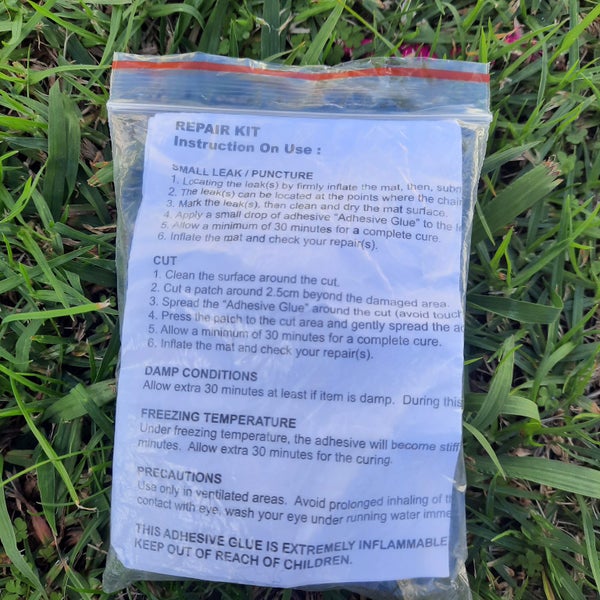 REPAIR KIT
Instruction On Use :
SMALL LEAK / PUNCTURE
1. Locating the leak(s) by firmly inflate the mat, then,
2. The leak(s) can be located at the points where the
3. Mark the leak(s), than clean and dry the mat surface.
4. Apply a small drop of adhesive "Adhesive Glue" to the
5. Allow a minimum of 30 minutes for a complete cure.
6. Inflate the mat and check your repair(s).
CUT
1. Clean the surface around the cut.
2. Cut a patch around 2.5cm beyond the damaged area.
3. Spread the "Adhesive Glue" around the cut (avoid touch
4. Press the patch to the cut area and gently spread the
5. Allow a minimum of 30 minutes for a complete cure.
6. Inflate the mat and check your repair(s).
DAMP CONDITIONS
Allow extra 30 minutes at least if item is damp. During this
FREEZING TEMPERATURE
Under freezing temperature, the adhesive will become stiff
minutes. Allow extra 30 minutes for the curing.
PRECAUTIONS
Use only in ventilated areas. Avoid prolonged inhaling of
contact with eye, wash your eye under running water imme
THIS ADHESIVE GLUE IS EXTREMELY INFLAMMABLE
KEEP OUT OF REACH OF CHILDREN.